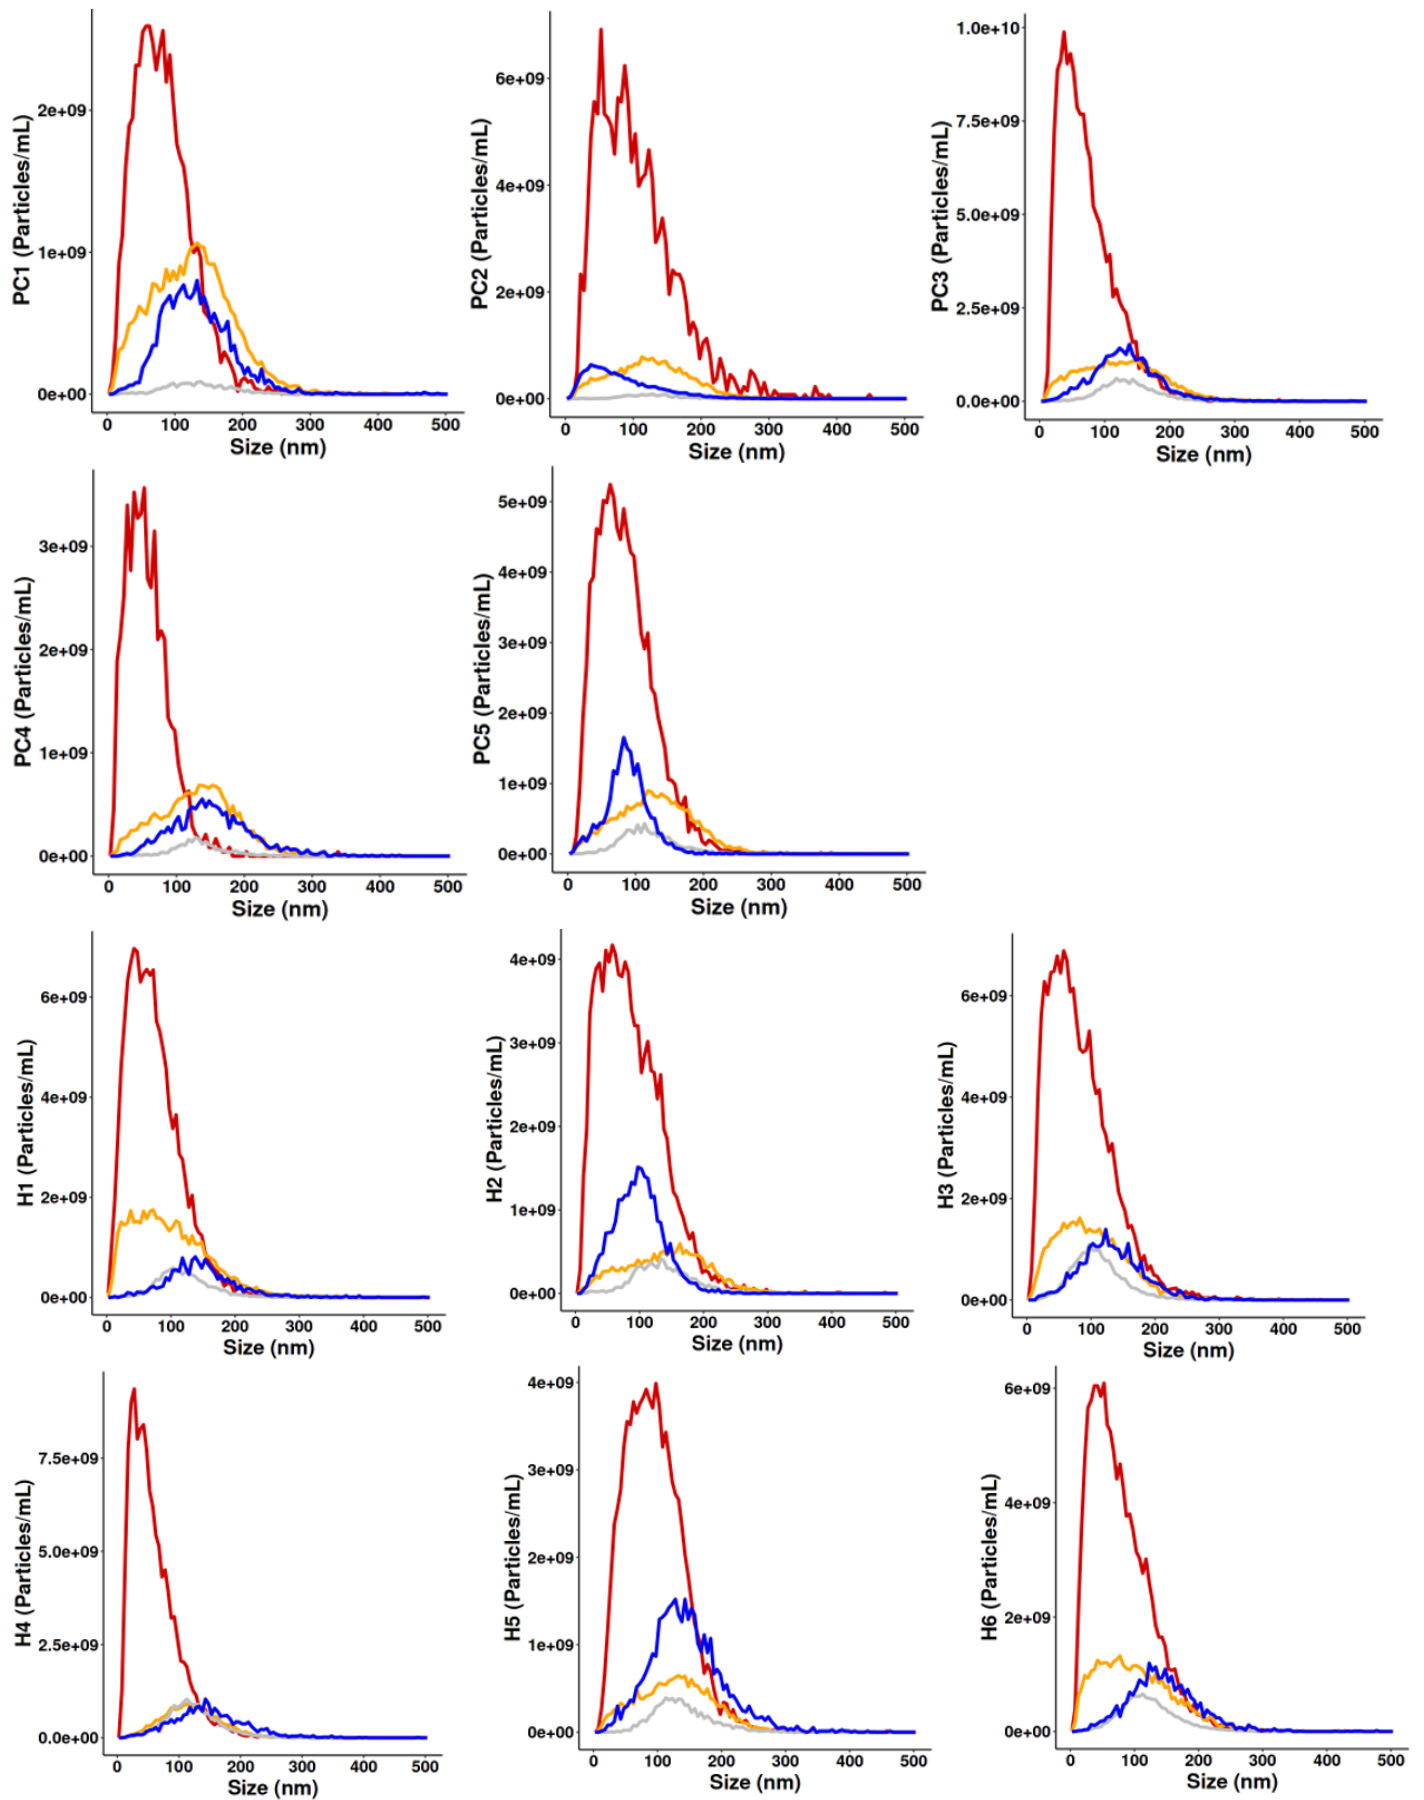 PC1 (Particles/mL)
2e+09
1e+09
0e+00
0 100 200 300 400 500
Size (nm)
PC2 (Particles/mL)
6e+09
4e+09
2e+09
0e+00
0 100 200 300 400 500
Size (nm)
PC3 (Particles/mL)
1.0e+10
7.5e+09
5.0e+09
2.5e+09
0.0e+00
0 100 200 300 400 500
Size (nm)
PC4 (Particles/mL)
3e+09
2e+09
1e+09
0e+00
0 100 200 300 400 500
Size (nm)
PC5 (Particles/mL)
5e+09
4e+09
3e+09
2e+09
1e+09
0e+00
0 100 200 300 400 500
Size (nm)
H1 (Particles/mL)
6e+09
4e+09
2e+09
0e+00
0 100 200 300 400 500
Size (nm)
H2 (Particles/mL)
4e+09
3e+09
2e+09
1e+09
0e+00
0 100 200 300 400 500
Size (nm)
H3 (Particles/mL)
6e+09
4e+09
2e+09
0e+00
0 100 200 300 400 500
Size (nm)
H4 (Particles/mL)
7.5e+09
5.0e+09
2.5e+09
0.0e+00
0 100 200 300 400 500
Size (nm)
H5 (Particles/mL)
4e+09
3e+09
2e+09
1e+09
0e+00
0 100 200 300 400 500
Size (nm)
H6 (Particles/mL)
6e+09
4e+09
2e+09
0e+00
0 100 200 300 400 500
Size (nm)